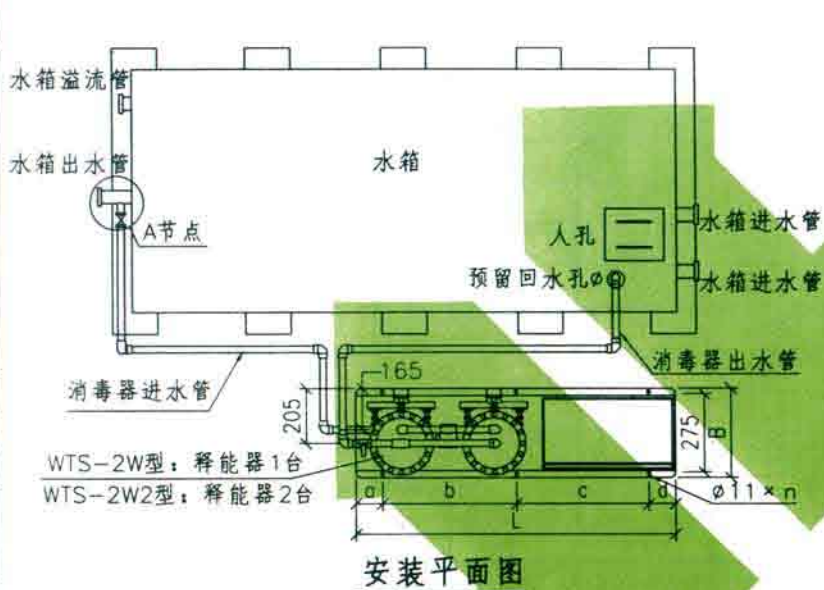 水箱溢流管
水箱出水管
水箱
A节点
人孔
水箱进水管
预留回水孔ø
水箱进水管
消毒器出水管
消毒器进水管
165
205
275
B
WTS-2W型：释能器1台
WTS-2W2型：释能器2台
a
b
c
d
ø11×n
L
安装平面图